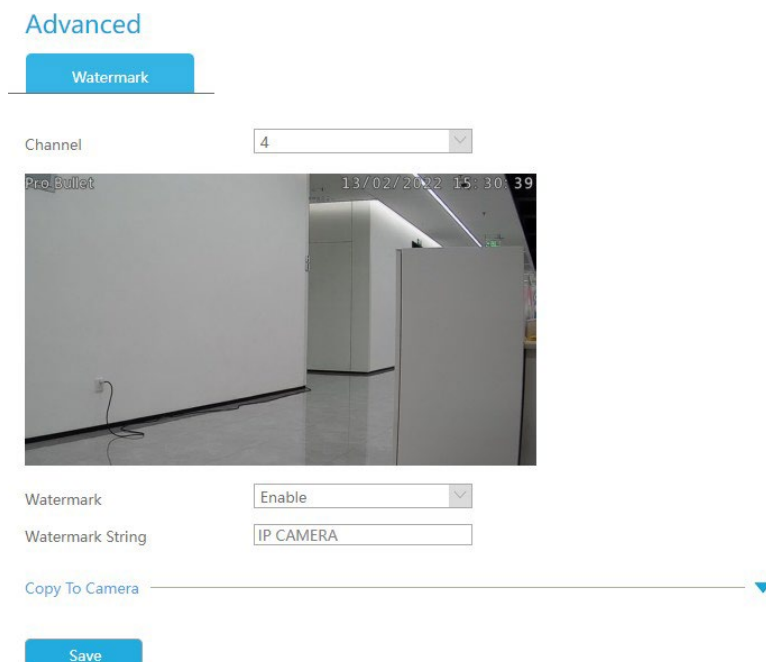 Advanced
Watermark
Channel 4
Pro Bullet 13/02/2022 15:30:39
Watermark Enable
Watermark String IP CAMERA
Copy To Camera
Save